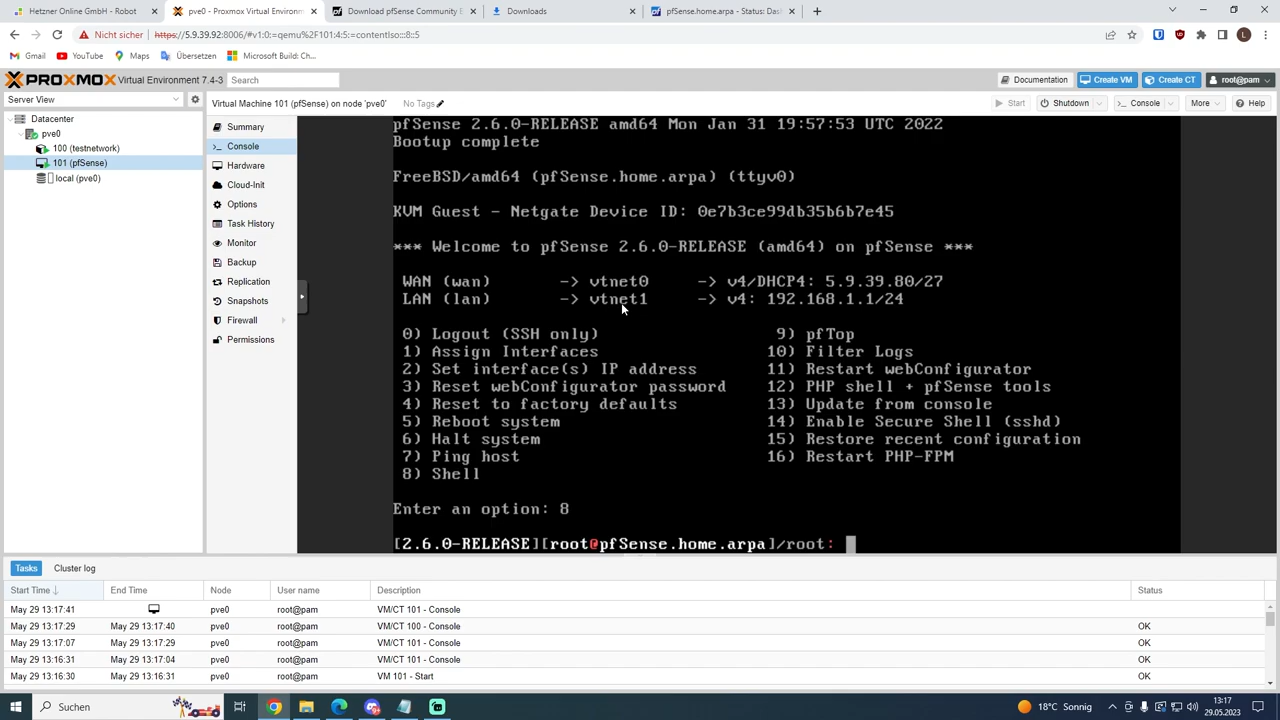 Hetzner Online GmbH - Robot
pve0 - Proxmox Virtual Environm
Download pfSense Community E
Downloads
pfSense.home.arpa - Status: Das
Nicht sicher
https://5.9.39.92:8006/#v1:0:=qemu%2F101:4:5:=contentIso:::8::5
Gmail
YouTube
Maps
Übersetzen
Microsoft Build: Ch...
L
PROXMOX Virtual Environment 7.4-3
Search
Documentation
Create VM
Create CT
root@pam
Server View
Virtual Machine 101 (pfSense) on node 'pve0'
No Tags
Start
Shutdown
Console
More
Help
Datacenter
pve0
100 (testnetwork)
101 (pfSense)
local (pve0)
Summary
Console
Hardware
Cloud-Init
Options
Task History
Monitor
Backup
Replication
Snapshots
Firewall
Permissions
pfSense 2.6.0-RELEASE amd64 Mon Jan 31 19:57:53 UTC 2022
Bootup complete
FreeBSD/amd64 (pfSense.home.arpa) (ttyv0)
KVM Guest - Netgate Device ID: 0e7b3ce99db35b6b7e45
*** Welcome to pfSense 2.6.0-RELEASE (amd64) on pfSense ***
WAN (wan) -> vtnet0 -> v4/DHCP4: 5.9.39.80/27
LAN (lan) -> vtnet1 -> v4: 192.168.1.1/24
0) Logout (SSH only) 9) pfTop
1) Assign Interfaces 10) Filter Logs
2) Set interface(s) IP address 11) Restart webConfigurator
3) Reset webConfigurator password 12) PHP shell + pfSense tools
4) Reset to factory defaults 13) Update from console
5) Reboot system 14) Enable Secure Shell (sshd)
6) Halt system 15) Restore recent configuration
7) Ping host 16) Restart PHP-FPM
8) Shell
Enter an option: 8
[2.6.0-RELEASE][root@pfSense.home.arpa]/root:
Tasks
Cluster log
Start Time End Time Node User name Description Status
May 29 13:17:41 pve0 root@pam VM/CT 101 - Console
May 29 13:17:29 May 29 13:17:40 pve0 root@pam VM/CT 100 - Console OK
May 29 13:17:07 May 29 13:17:29 pve0 root@pam VM/CT 101 - Console OK
May 29 13:16:31 May 29 13:17:04 pve0 root@pam VM/CT 101 - Console OK
May 29 13:16:30 May 29 13:16:31 pve0 root@pam VM 101 - Start OK
Suchen
18°C Sonnig
13:17
29.05.2023